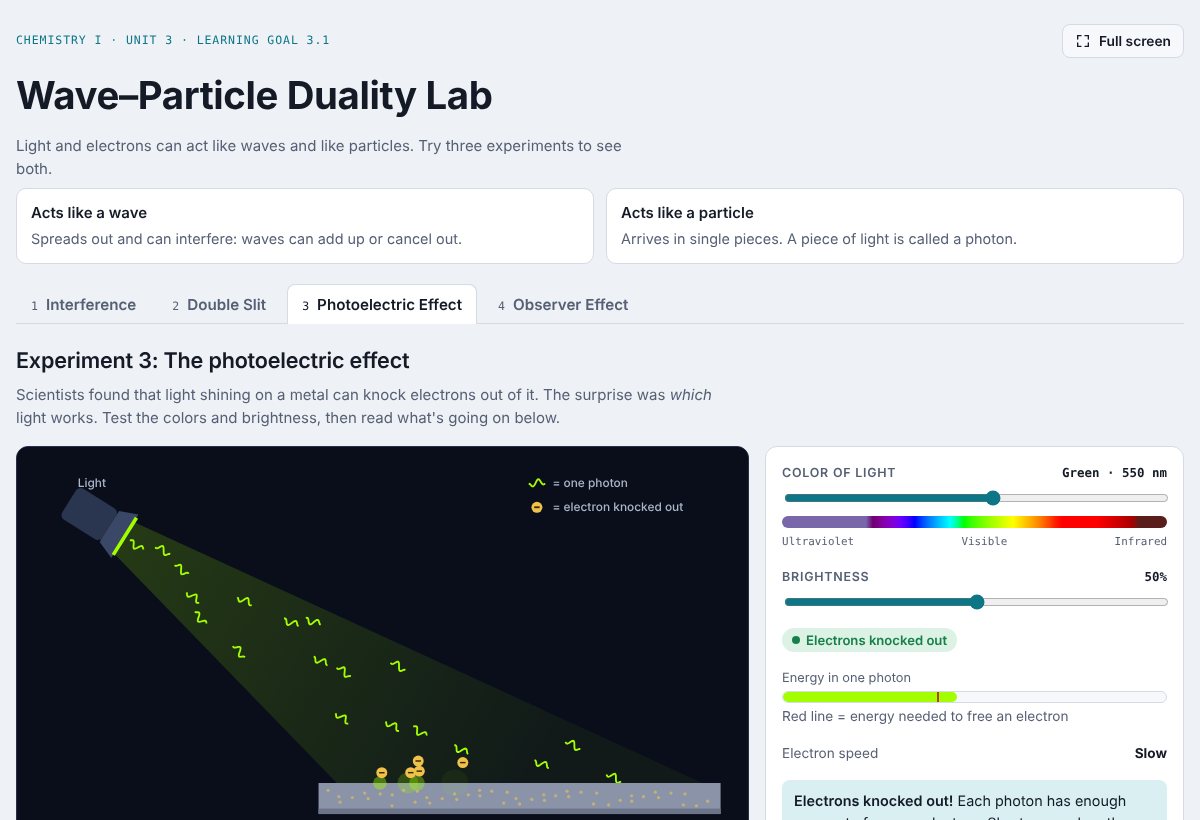 CHEMISTRY I · UNIT 3 · LEARNING GOAL 3.1
Full screen
Wave–Particle Duality Lab
Light and electrons can act like waves and like particles. Try three experiments to see
both.
Acts like a wave
Spreads out and can interfere: waves can add up or cancel out.
Acts like a particle
Arrives in single pieces. A piece of light is called a photon.
1 Interference
2 Double Slit
3 Photoelectric Effect
4 Observer Effect
Experiment 3: The photoelectric effect
Scientists found that light shining on a metal can knock electrons out of it. The surprise was which
light works. Test the colors and brightness, then read what's going on below.
Light
= one photon
= electron knocked out
COLOR OF LIGHT
Green · 550 nm
Ultraviolet
Visible
Infrared
BRIGHTNESS
50%
Electrons knocked out
Energy in one photon
Red line = energy needed to free an electron
Electron speed
Slow
Electrons knocked out! Each photon has enough